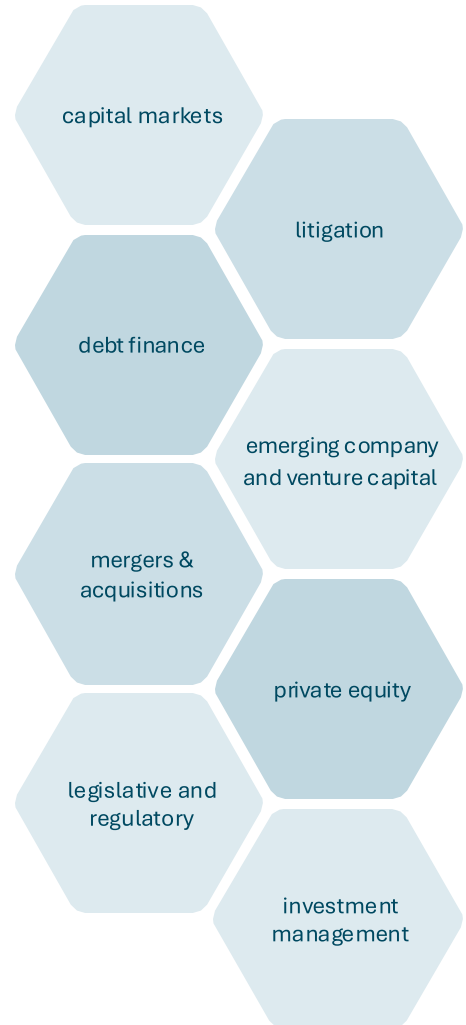 capital markets
litigation
debt finance
emerging company
and venture capital
mergers &
acquisitions
private equity
legislative and
regulatory
investment
management